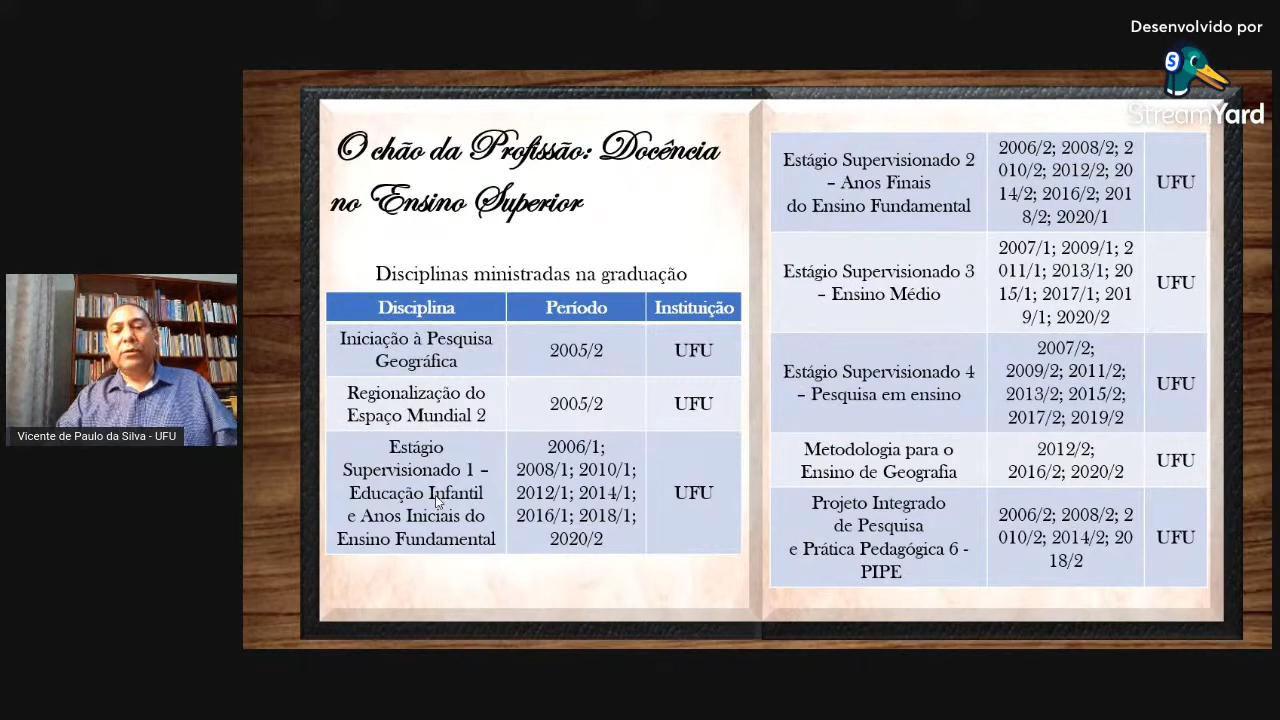 Desenvolvido por
StreamYard
O chão da Profissão: Docência
no Ensino Superior
Disciplinas ministradas na graduação
Disciplina Período Instituição
Iniciação à Pesquisa
Geográfica
2005/2
UFU
Regionalização do
Espaço Mundial 2
2005/2
UFU
Estágio
Supervisionado 1 –
Educação Infantil
e Anos Iniciais do
Ensino Fundamental
2006/1;
2008/1; 2010/1;
2012/1; 2014/1;
2016/1; 2018/1;
2020/2
UFU
Estágio Supervisionado 2
– Anos Finais
do Ensino Fundamental
2006/2; 2008/2; 2
010/2; 2012/2; 20
14/2; 2016/2; 201
8/2; 2020/1
UFU
Estágio Supervisionado 3
– Ensino Médio
2007/1; 2009/1; 2
011/1; 2013/1; 20
15/1; 2017/1; 201
9/1; 2020/2
UFU
Estágio Supervisionado 4
– Pesquisa em ensino
2007/2;
2009/2; 2011/2;
2013/2; 2015/2;
2017/2; 2019/2
UFU
Metodologia para o
Ensino de Geografia
2012/2;
2016/2; 2020/2
UFU
Projeto Integrado
de Pesquisa
e Prática Pedagógica 6 -
PIPE
2006/2; 2008/2; 2
010/2; 2014/2; 20
18/2
UFU
Vicente de Paulo da Silva - UFU